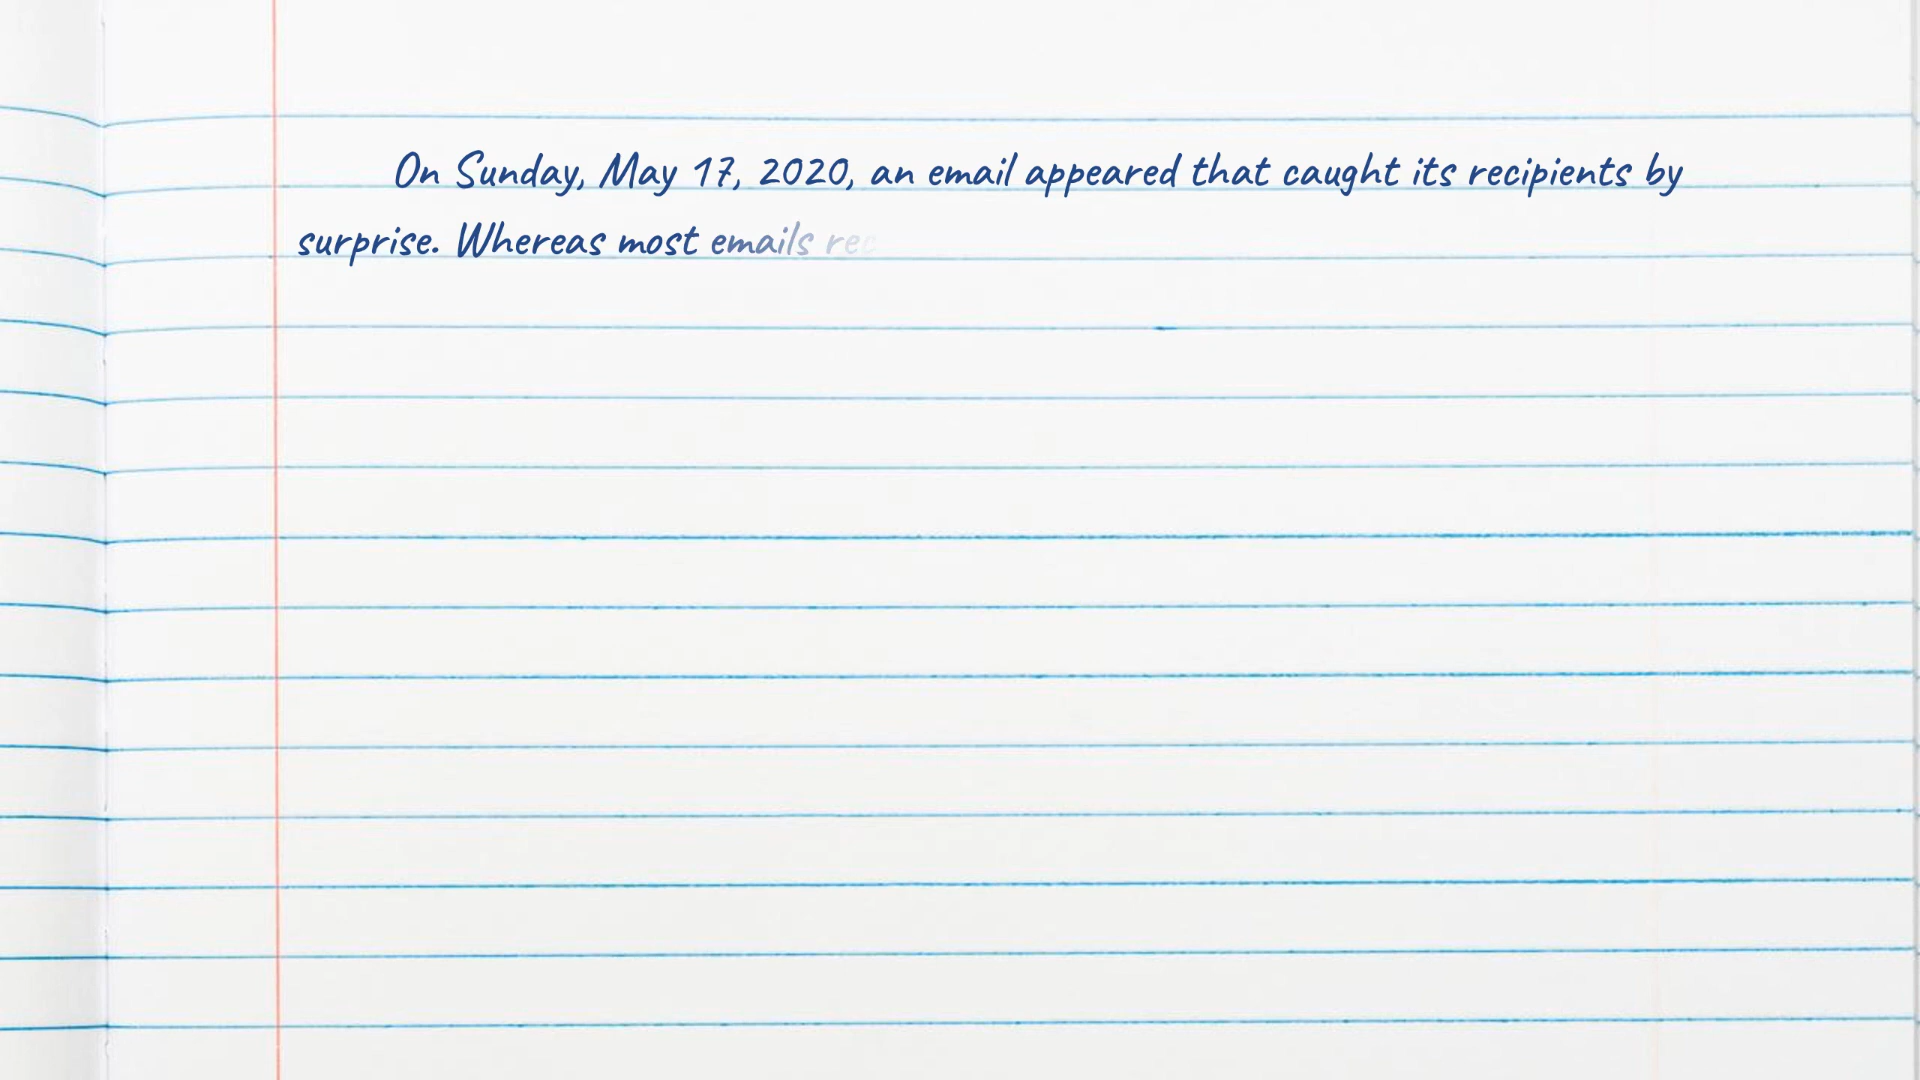 On Sunday, May 17, 2020, an email appeared that caught its recipients by
surprise. Whereas most emails